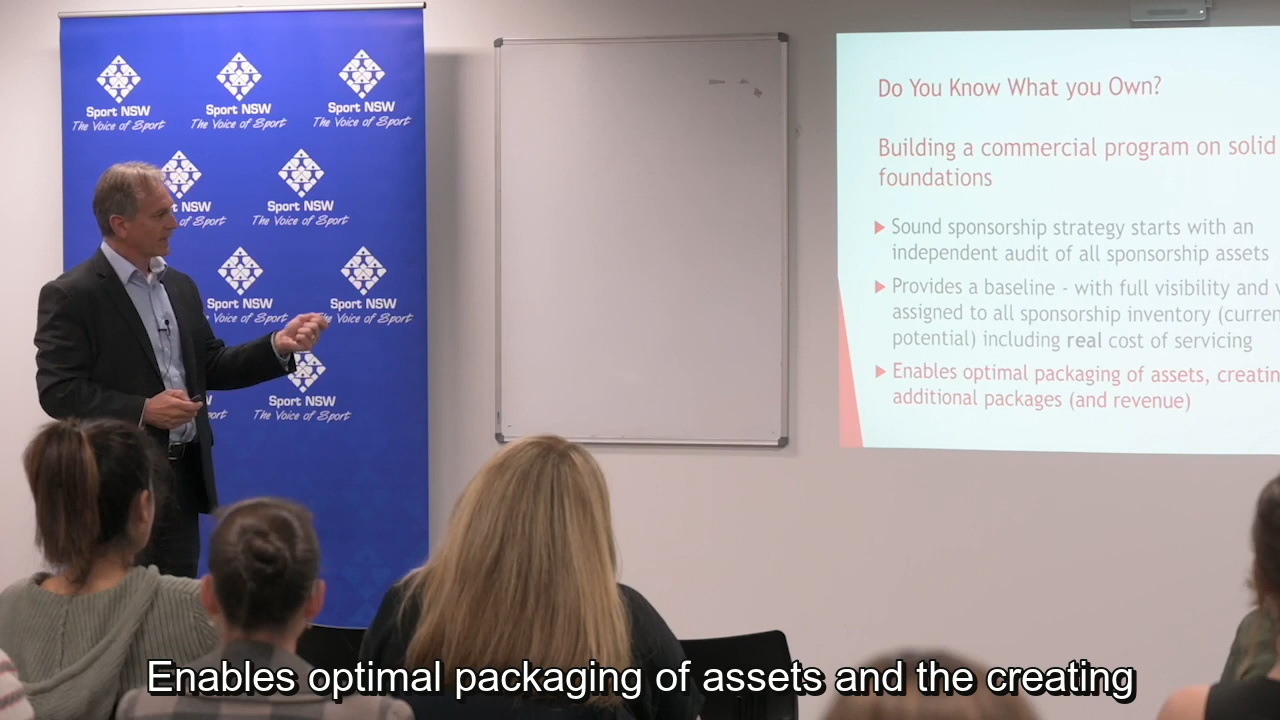 Sport NSW
The Voice of Sport
Sport NSW
The Voice of Sport
Sport NSW
The Voice of Sport
NSW
of Sport
Sport NSW
The Voice of Sport
Sport NSW
Voice of Sport
Sport NSW
Voice of Sport
Sport NSW
The Voice of Sport
Do You Know What you Own?
Building a commercial program on solid
foundations
Sound sponsorship strategy starts with an
independent audit of all sponsorship assets
Provides a baseline - with full visibility and
assigned to all sponsorship inventory (curren
potential) including real cost of servicing
Enables optimal packaging of assets, creatin
additional packages (and revenue)
Enables optimal packaging of assets and the creating